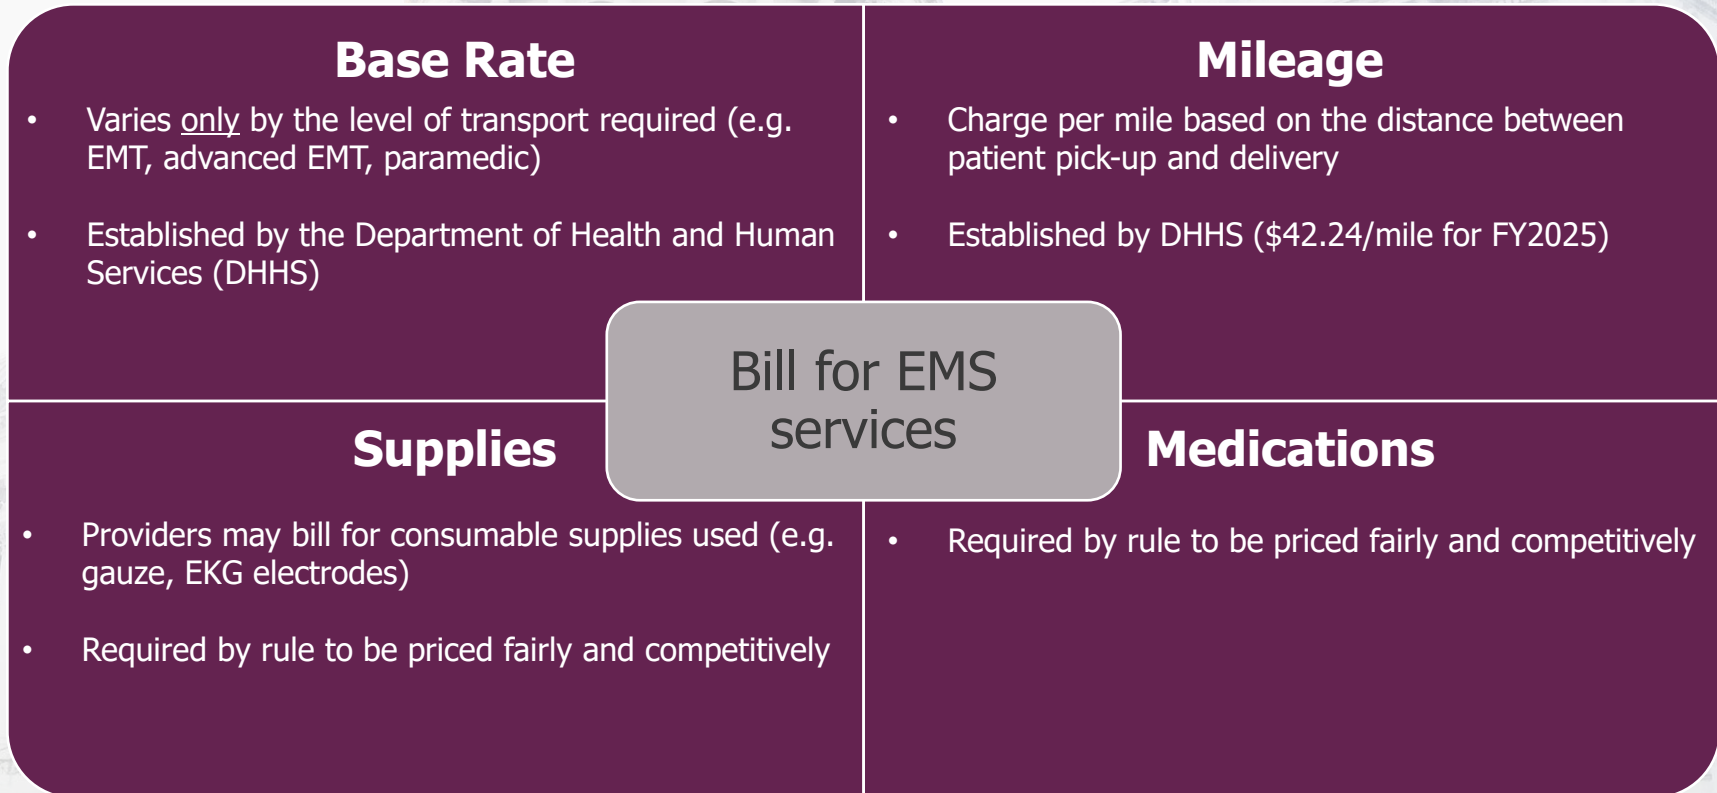 Base Rate
• Varies only by the level of transport required (e.g.
EMT, advanced EMT, paramedic)
• Established by the Department of Health and Human
Services (DHHS)
Mileage
• Charge per mile based on the distance between
patient pick-up and delivery
• Established by DHHS ($42.24/mile for FY2025)
Bill for EMS
services
Supplies
• Providers may bill for consumable supplies used (e.g.
gauze, EKG electrodes)
• Required by rule to be priced fairly and competitively
Medications
• Required by rule to be priced fairly and competitively